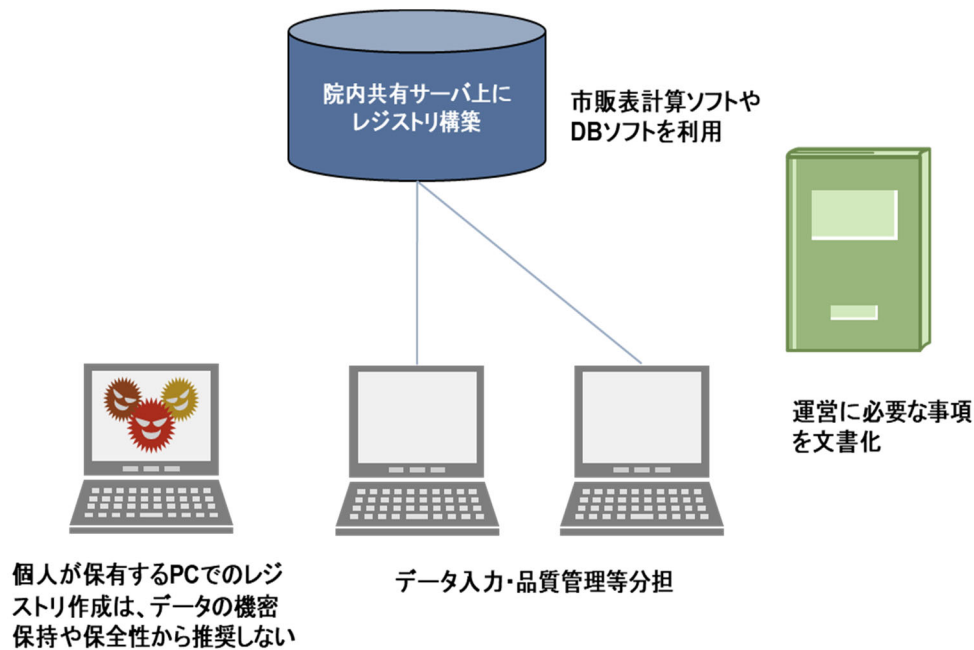 院内共有サーバ上に
レジストリ構築
市販表計算ソフトや
DBソフトを利用
運営に必要な事項
を文書化
個人が保有するPCでのレジ
ストリ作成は、データの機密
保持や保全性から推奨しない
データ入力・品質管理等分担